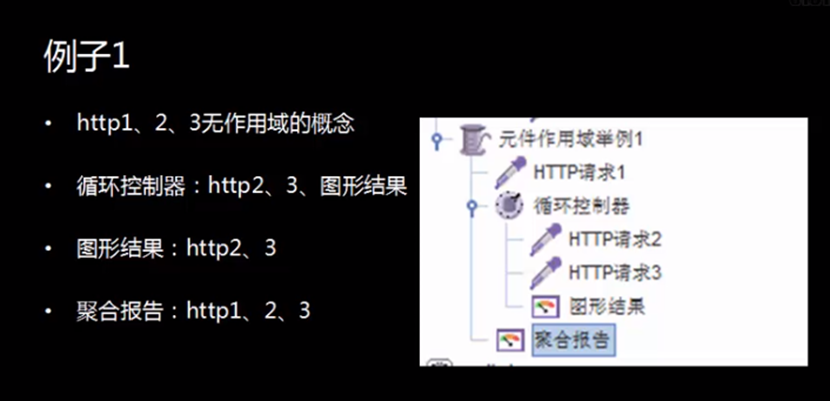 例子1
• http1、2、3无作用域的概念
• 循环控制器：http2、3、图形结果
• 图形结果：http2、3
• 聚合报告：http1、2、3
元件作用域举例1
HTTP请求1
循环控制器
HTTP请求2
HTTP请求3
图形结果
聚合报告